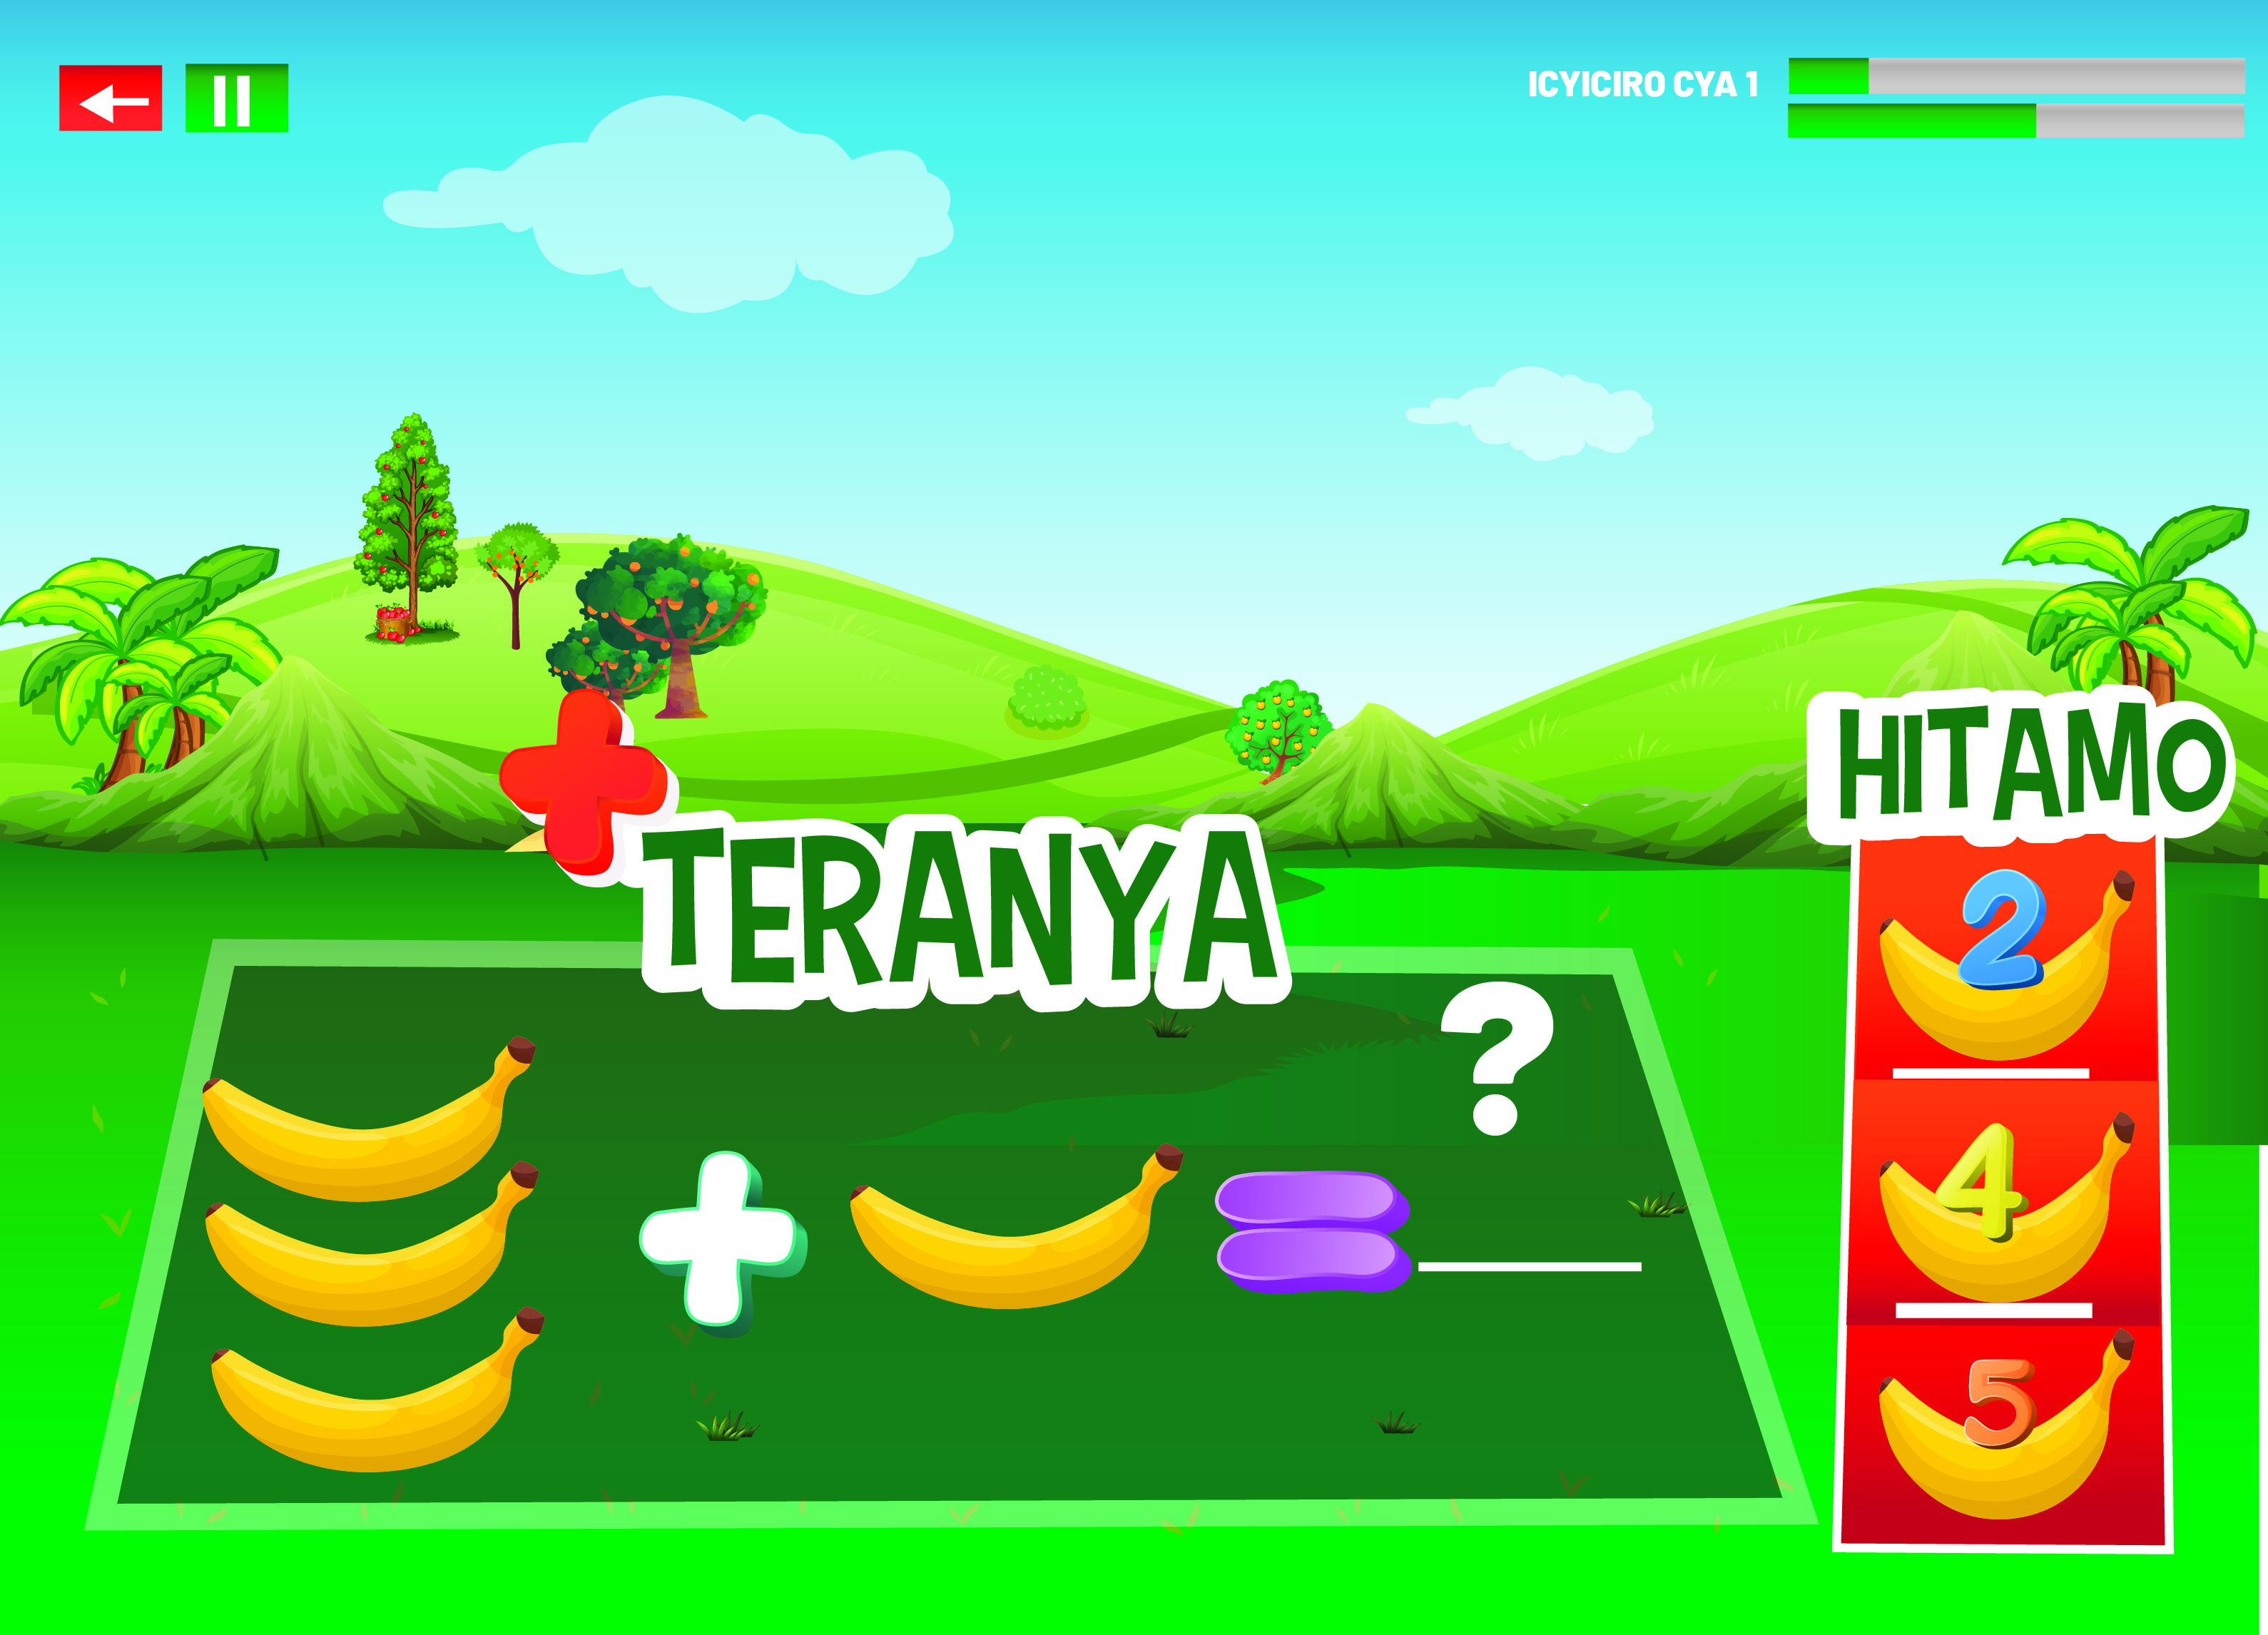 ICYICIRO CYA 1
HITAMO
+ TERANYA
2
?
+ =
4
5